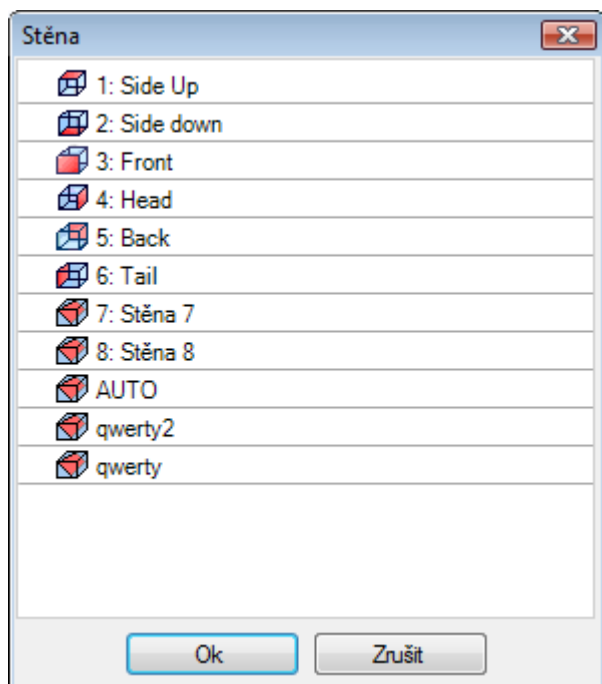 Stěna
1: Side Up
2: Side down
3: Front
4: Head
5: Back
6: Tail
7: Stěna 7
8: Stěna 8
AUTO
qwerty2
qwerty
Ok
Zrušit